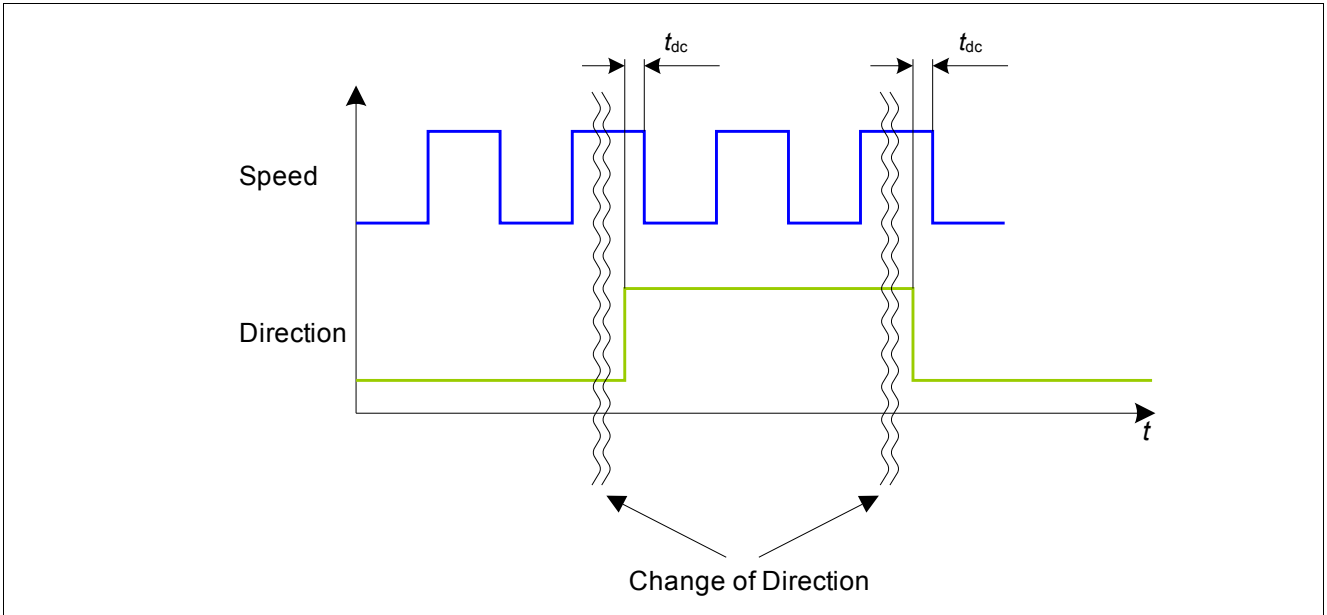 tdc tdc
Speed
Direction
t
Change of Direction